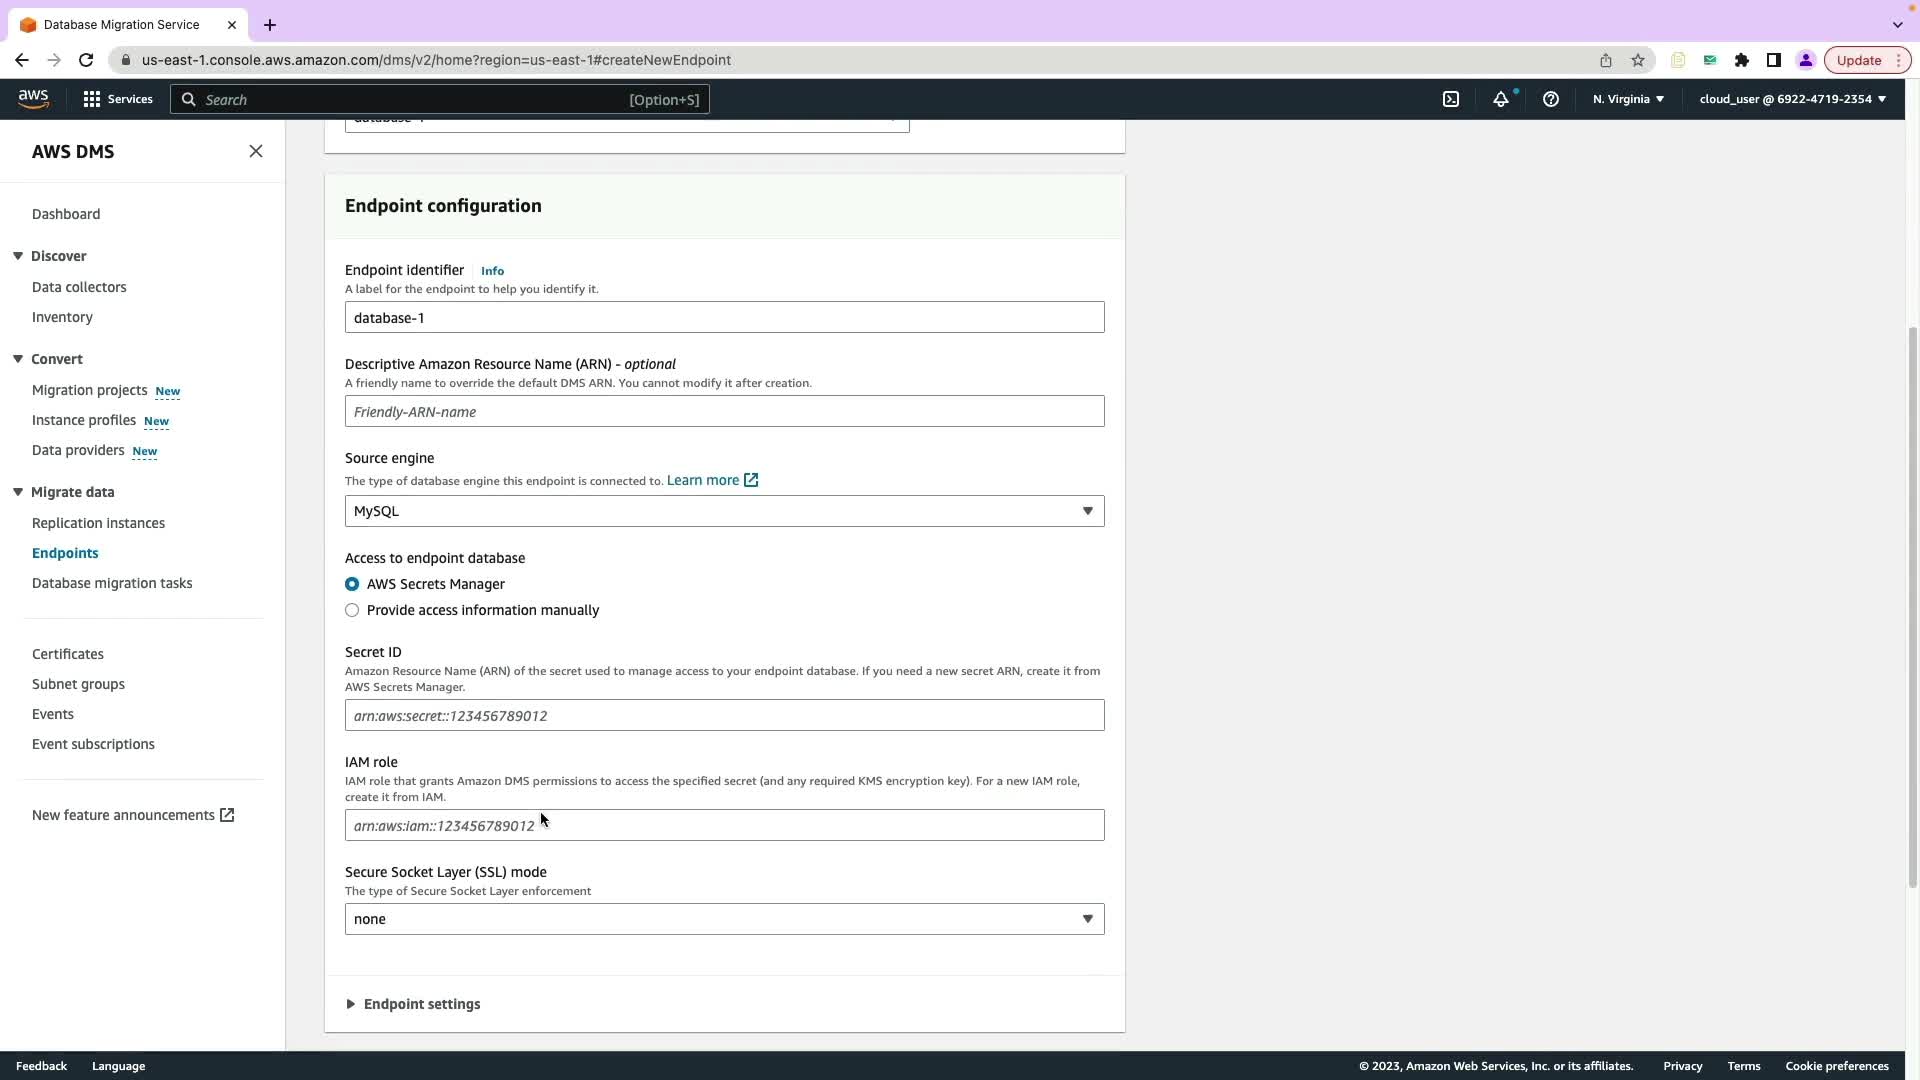 Database Migration Service
us-east-1.console.aws.amazon.com/dms/v2/home?region=us-east-1#createNewEndpoint
Update
aws
Services
Search
[Option+S]
N. Virginia
cloud_user @ 6922-4719-2354
AWS DMS
Dashboard
Discover
Data collectors
Inventory
Convert
Migration projects New
Instance profiles New
Data providers New
Migrate data
Replication instances
Endpoints
Database migration tasks
Certificates
Subnet groups
Events
Event subscriptions
New feature announcements
database-1
Endpoint configuration
Endpoint identifier Info
A label for the endpoint to help you identify it.
database-1
Descriptive Amazon Resource Name (ARN) - optional
A friendly name to override the default DMS ARN. You cannot modify it after creation.
Friendly-ARN-name
Source engine
The type of database engine this endpoint is connected to. Learn more
MySQL
Access to endpoint database
AWS Secrets Manager
Provide access information manually
Secret ID
Amazon Resource Name (ARN) of the secret used to manage access to your endpoint database. If you need a new secret ARN, create it from
AWS Secrets Manager.
arn:aws:secret::123456789012
IAM role
IAM role that grants Amazon DMS permissions to access the specified secret (and any required KMS encryption key). For a new IAM role,
create it from IAM.
arn:aws:iam::123456789012
Secure Socket Layer (SSL) mode
The type of Secure Socket Layer enforcement
none
Endpoint settings
Feedback
Language
© 2023, Amazon Web Services, Inc. or its affiliates.
Privacy
Terms
Cookie preferences